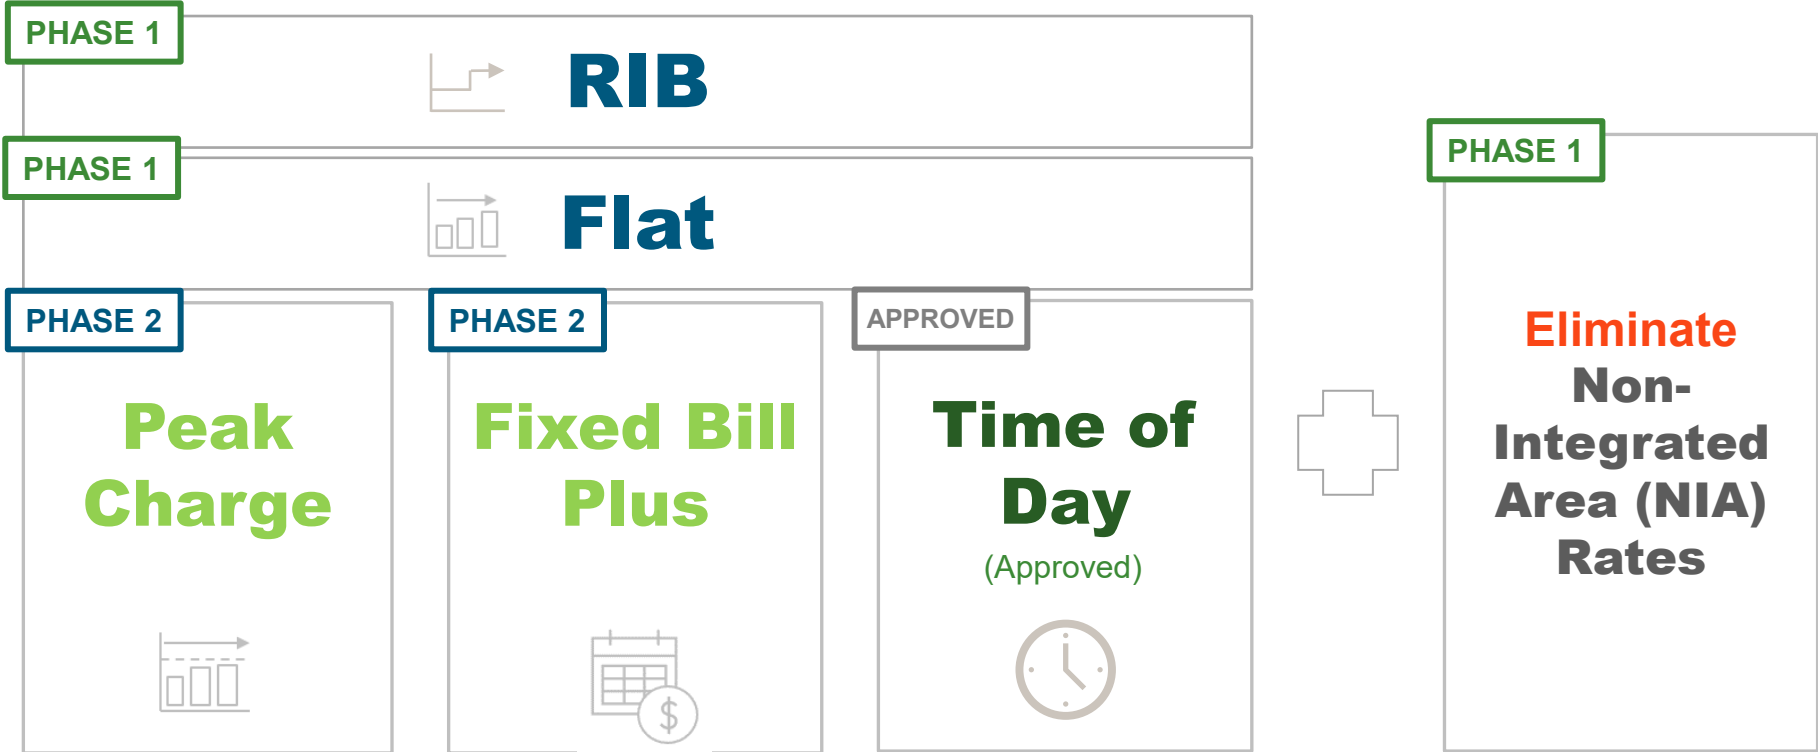 PHASE 1
RIB
PHASE 1
Flat
PHASE 2
Peak
Charge
PHASE 2
Fixed Bill
Plus
$
APPROVED
Time of
Day
(Approved)
PHASE 1
Eliminate
Non-
Integrated
Area (NIA)
Rates